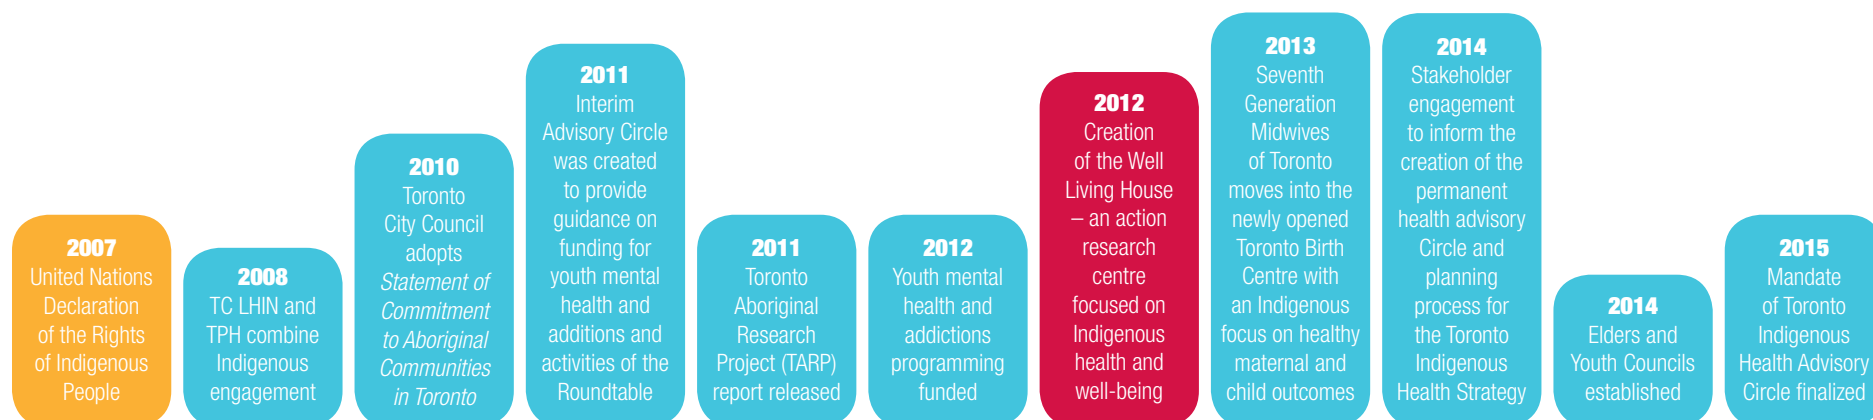 2007
United Nations
Declaration
of the Rights
of Indigenous
People
2008
TC LHIN and
TPH combine
Indigenous
engagement
2010
Toronto
City Council
adopts
Statement of
Commitment
to Aboriginal
Communities
in Toronto
2011
Interim
Advisory Circle
was created
to provide
guidance on
funding for
youth mental
health and
additions and
activities of the
Roundtable
2011
Toronto
Aboriginal
Research
Project (TARP)
report released
2012
Youth mental
health and
addictions
programming
funded
2012
Creation
of the Well
Living House
– an action
research
centre
focused on
Indigenous
health and
well-being
2013
Seventh
Generation
Midwives
of Toronto
moves into the
newly opened
Toronto Birth
Centre with
an Indigenous
focus on healthy
maternal and
child outcomes
2014
Stakeholder
engagement
to inform the
creation of the
permanent
health advisory
Circle and
planning
process for
the Toronto
Indigenous
Health Strategy
2014
Elders and
Youth Councils
established
2015
Mandate
of Toronto
Indigenous
Health Advisory
Circle finalized